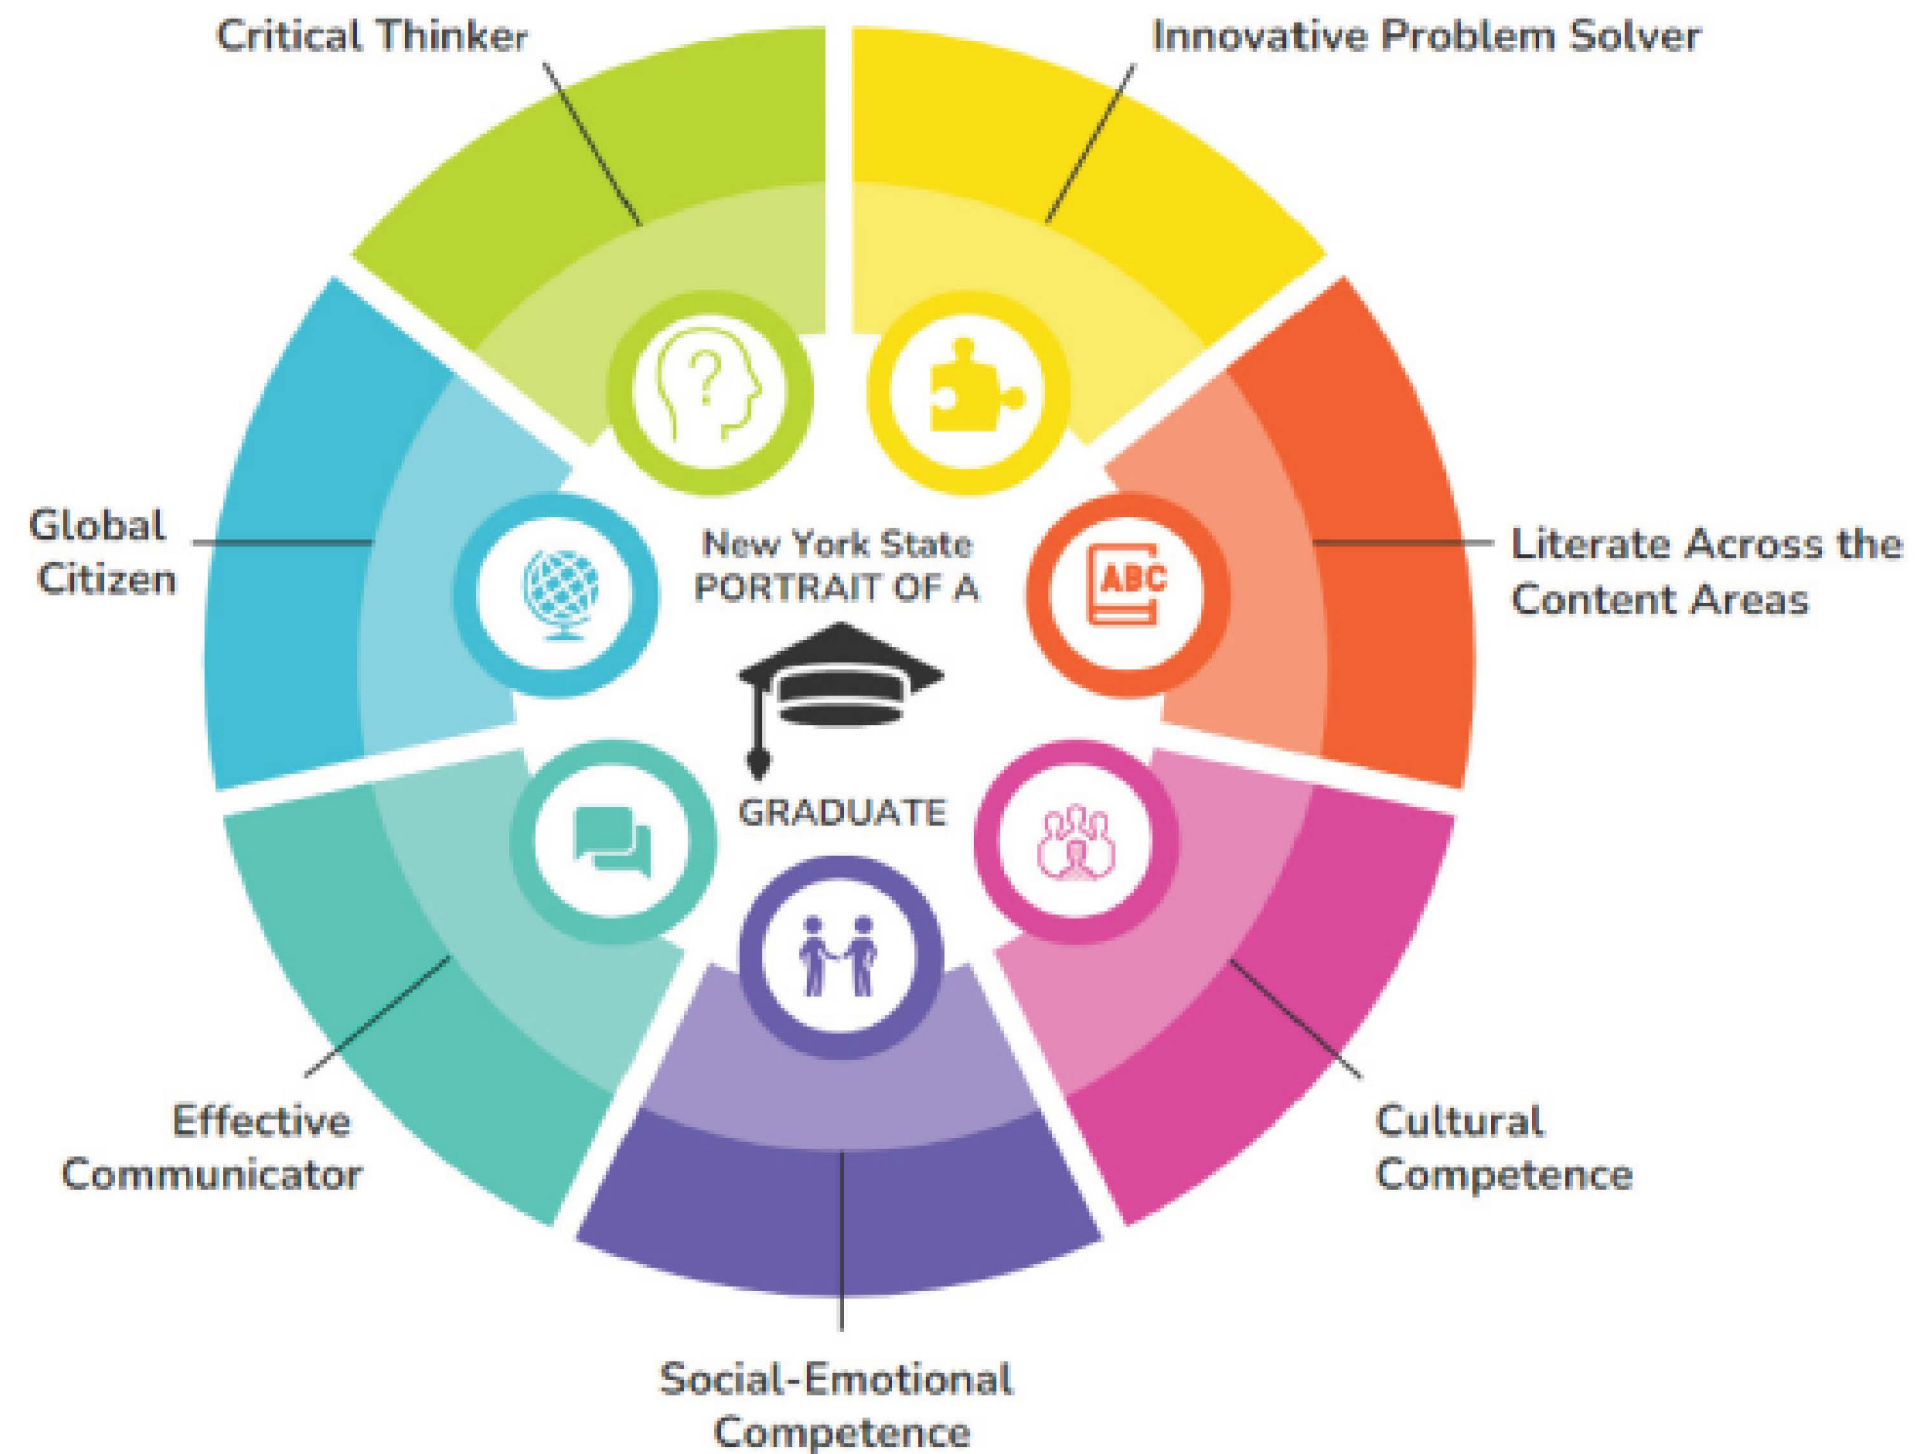 Critical Thinker
Innovative Problem Solver
Global
Citizen
New York State
PORTRAIT OF A
ABC
Literate Across the
Content Areas
GRADUATE
Effective
Communicator
Cultural
Competence
Social-Emotional
Competence
?